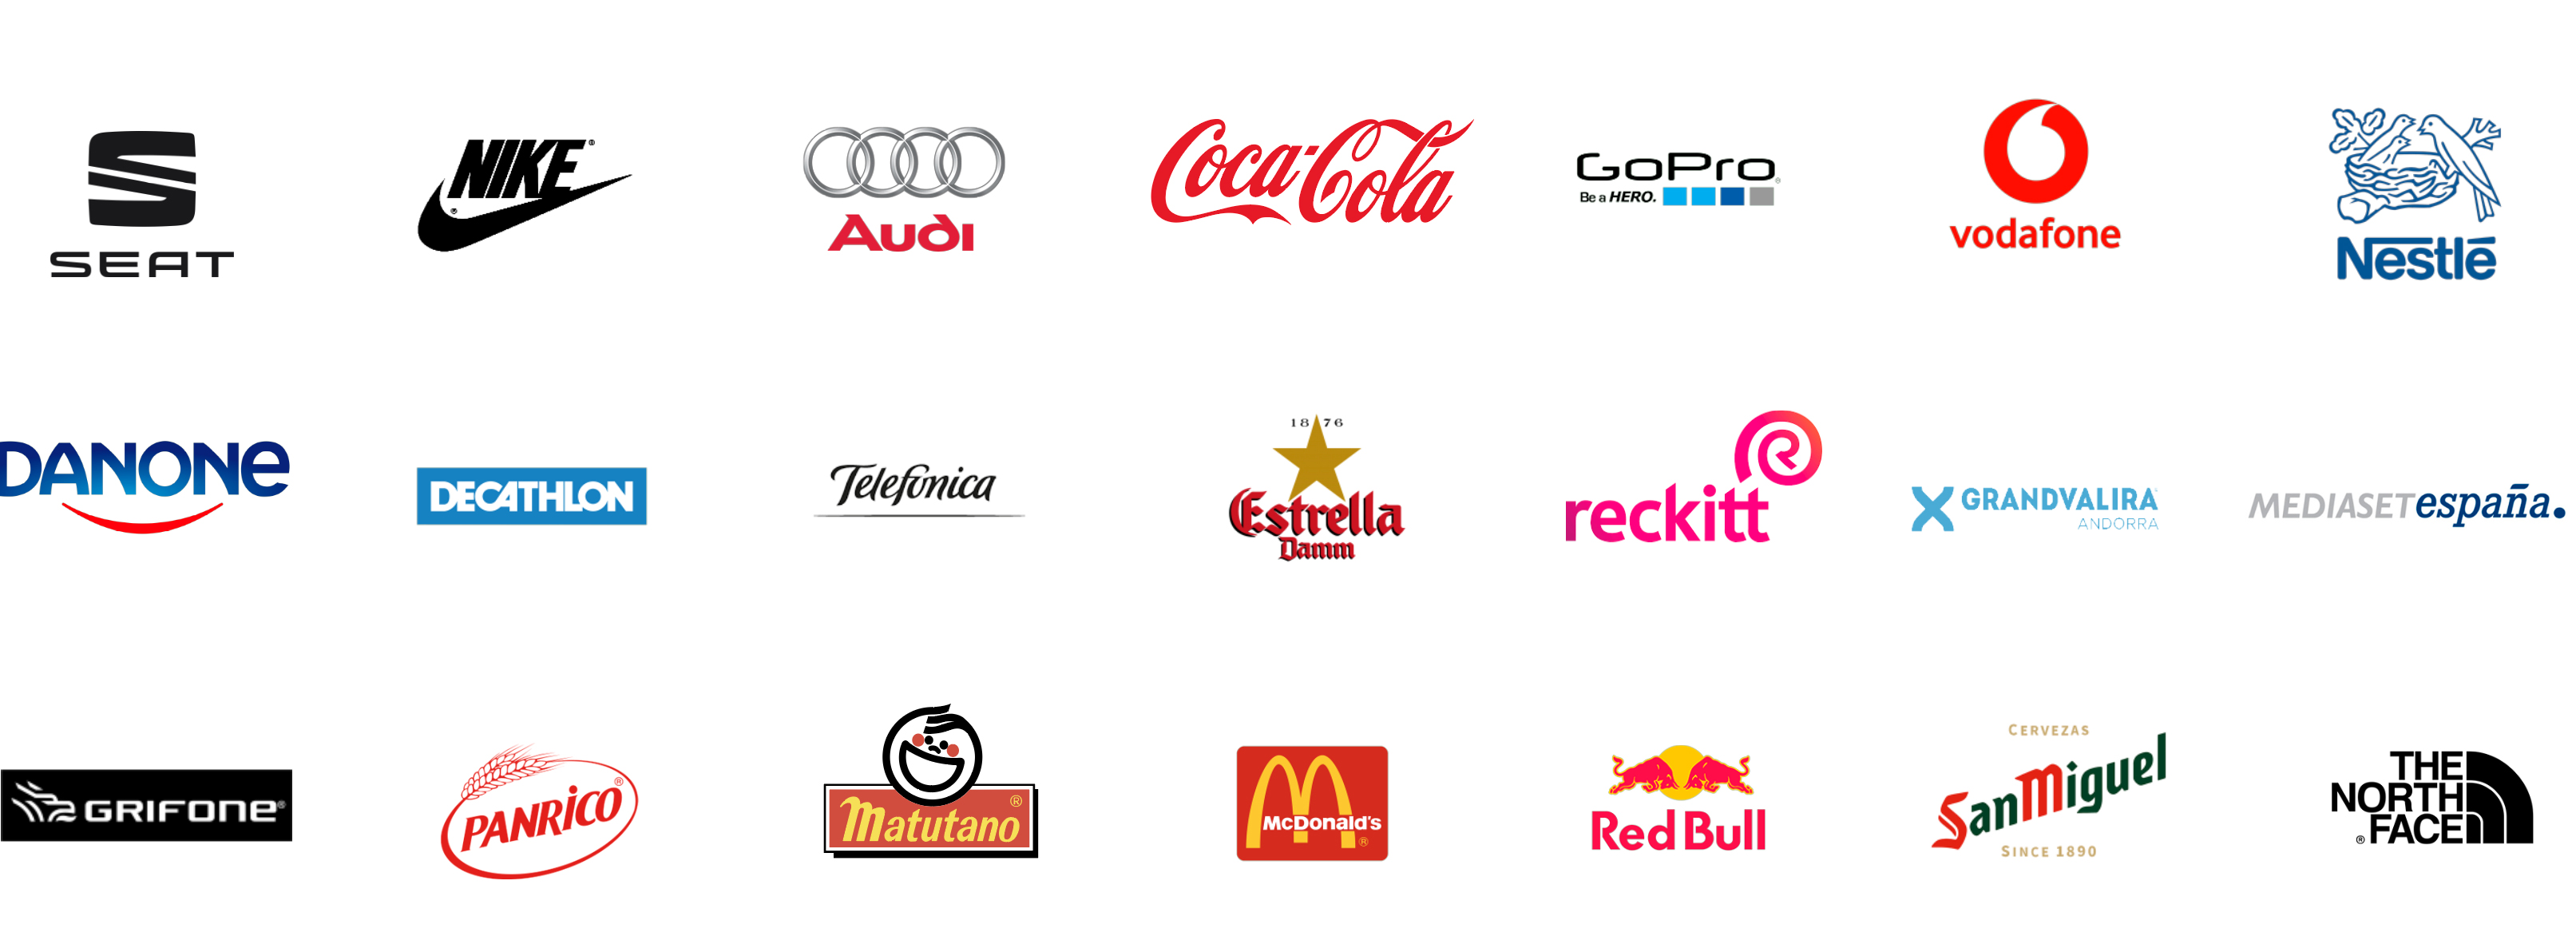 SEAT
NIKE
Audi
Coca-Cola
GoPro
Be a HERO.
vodafone
Nestlé
DANONE
DECATHLON
Telefónica
1876
Estrella
Damm
reckitt
GRANDVALIRA
ANDORRA
MEDIASETespaña.
GRIFONE®
PANRICO®
Matutano®
McDonald's®
Red Bull
CERVEZAS
San Miguel
SINCE 1890
THE
NORTH
FACE®